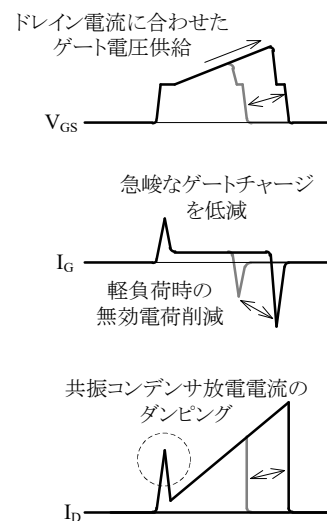 ドレイン電流に合わせた
ゲート電圧供給
V_GS
急峻なゲートチャージ
を低減
I_G
軽負荷時の
無効電荷削減
共振コンデンサ放電電流の
ダンピング
I_D